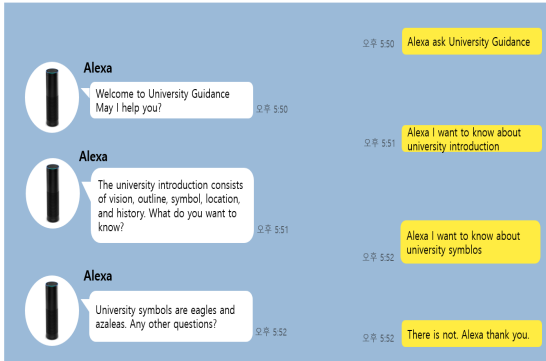 오후 5:50
Alexa ask University Guidance
Alexa
Welcome to University Guidance
May I help you?
오후 5:50
오후 5:51
Alexa I want to know about
university introduction
Alexa
The university introduction consists
of vision, outline, symbol, location,
and history. What do you want to
know?
오후 5:51
오후 5:52
Alexa I want to know about
university symblos
Alexa
University symbols are eagles and
azaleas. Any other questions?
오후 5:52
오후 5:52
There is not. Alexa thank you.